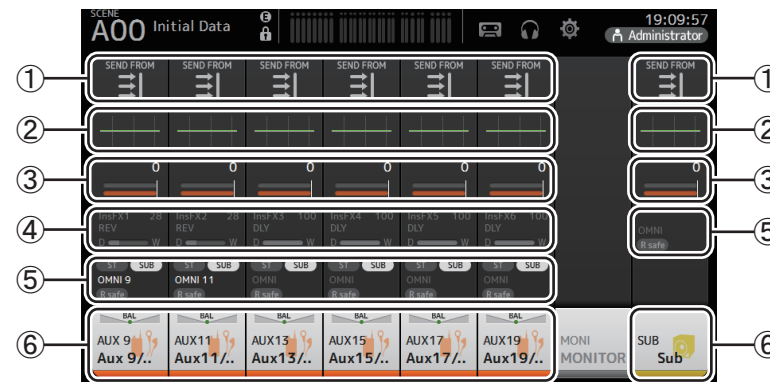 SCENE
A00 Initial Data
E
19:09:57
Administrator
① SEND FROM SEND FROM SEND FROM SEND FROM SEND FROM SEND FROM SEND FROM ①
② ②
③ 0 0 0 0 0 0 0 ③
④ InsFX1 28 InsFX2 28 InsFX3 100 InsFX4 100 InsFX5 100 InsFX6 100
REV REV DLY DLY DLY DLY
D W D W D W D W D W D W
OMNI ⑤
R safe
ST SUB ST SUB ST SUB ST SUB ST SUB ST SUB
⑤ OMNI 9 OMNI 11 OMNI OMNI OMNI OMNI
R safe R safe R safe R safe R safe R safe
BAL BAL BAL BAL BAL BAL
⑥ AUX 9 AUX11 AUX13 AUX15 AUX17 AUX19 MONI SUB ⑥
Aux 9/.. Aux11/.. Aux13/.. Aux15/.. Aux17/.. Aux19/.. MONITOR Sub